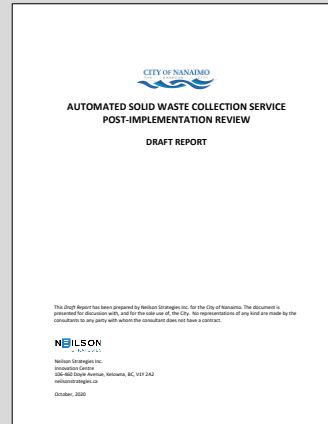 CITY OF NANAIMO
THE HARBOUR CITY
AUTOMATED SOLID WASTE COLLECTION SERVICE
POST-IMPLEMENTATION REVIEW
DRAFT REPORT
This Draft Report has been prepared by Neilson Strategies Inc. for the City of Nanaimo. The document is
presented for discussion with, and for the sole use of, the City. No representations of any kind are made by the
consultants to any party with whom the consultant does not have a contract.
NEILSON
STRATEGIES
Neilson Strategies Inc.
Innovation Centre
106-460 Doyle Avenue, Kelowna, BC, V1Y 2A2
neilsonstrategies.ca
October, 2020